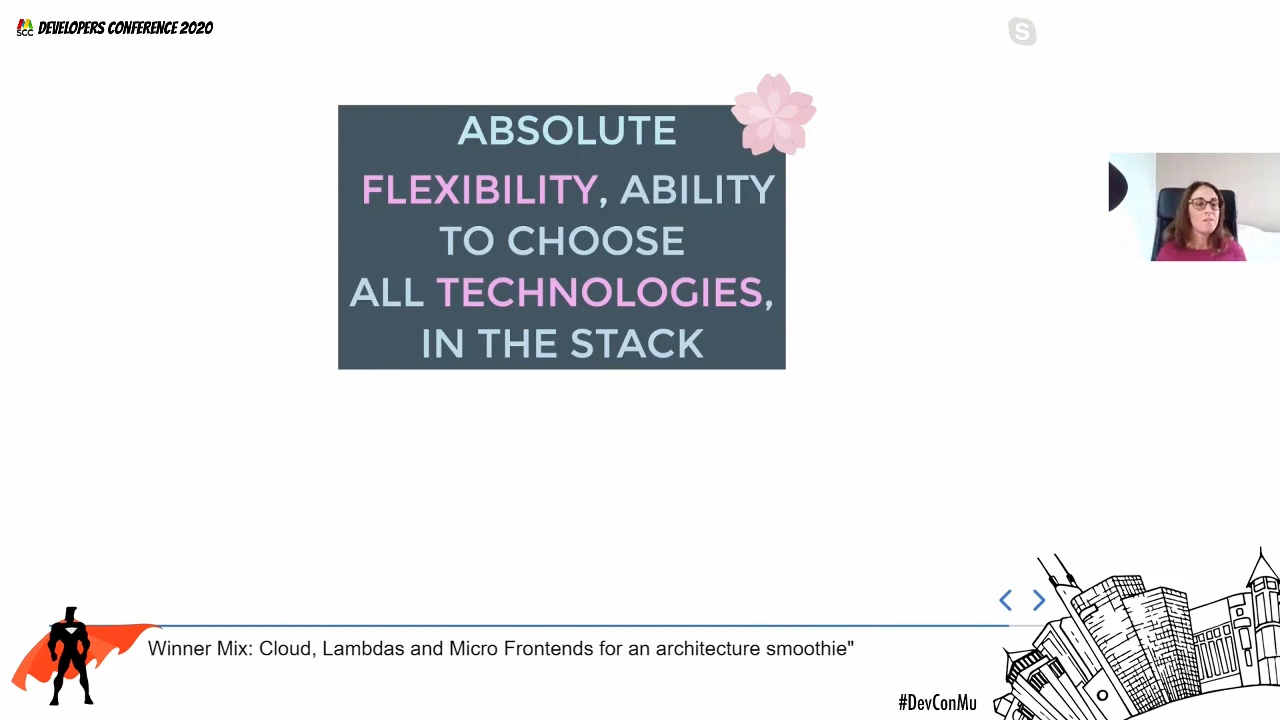 SCC DEVELOPERS CONFERENCE 2020
S
ABSOLUTE
FLEXIBILITY, ABILITY
TO CHOOSE
ALL TECHNOLOGIES,
IN THE STACK
Winner Mix: Cloud, Lambdas and Micro Frontends for an architecture smoothie"
#DevConMu